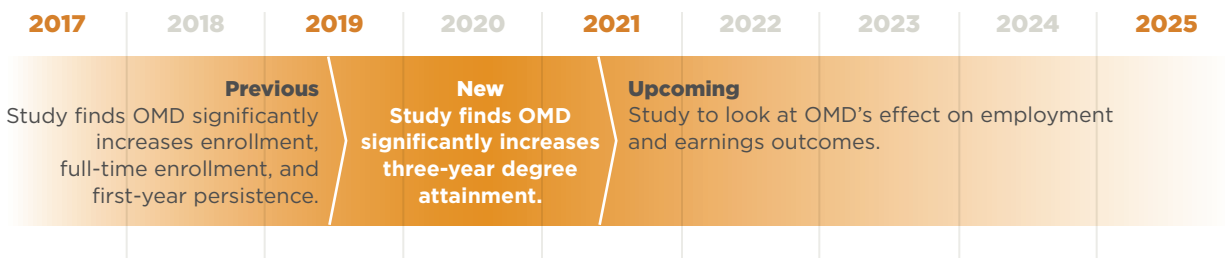 2017 2018 2019 2020 2021 2022 2023 2024 2025
Previous
Study finds OMD significantly
increases enrollment,
full-time enrollment, and
first-year persistence.
New
Study finds OMD
significantly increases
three-year degree
attainment.
Upcoming
Study to look at OMD’s effect on employment
and earnings outcomes.